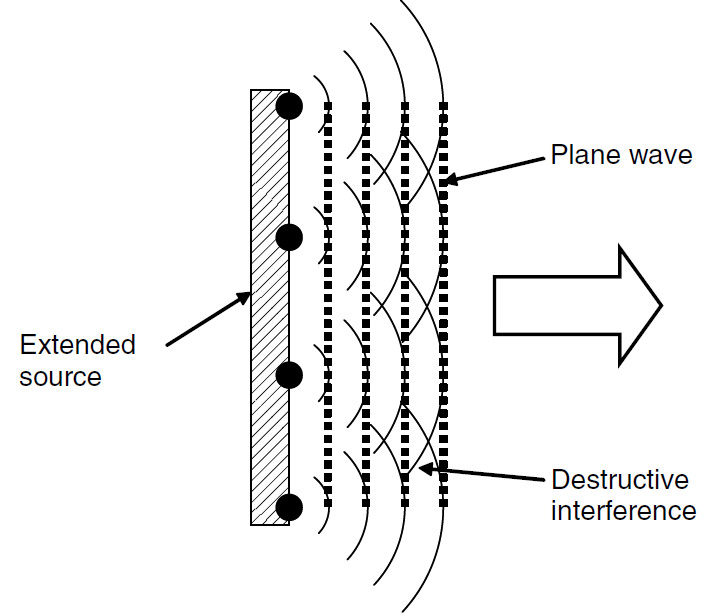 Plane wave
Extended
source
Destructive
interference